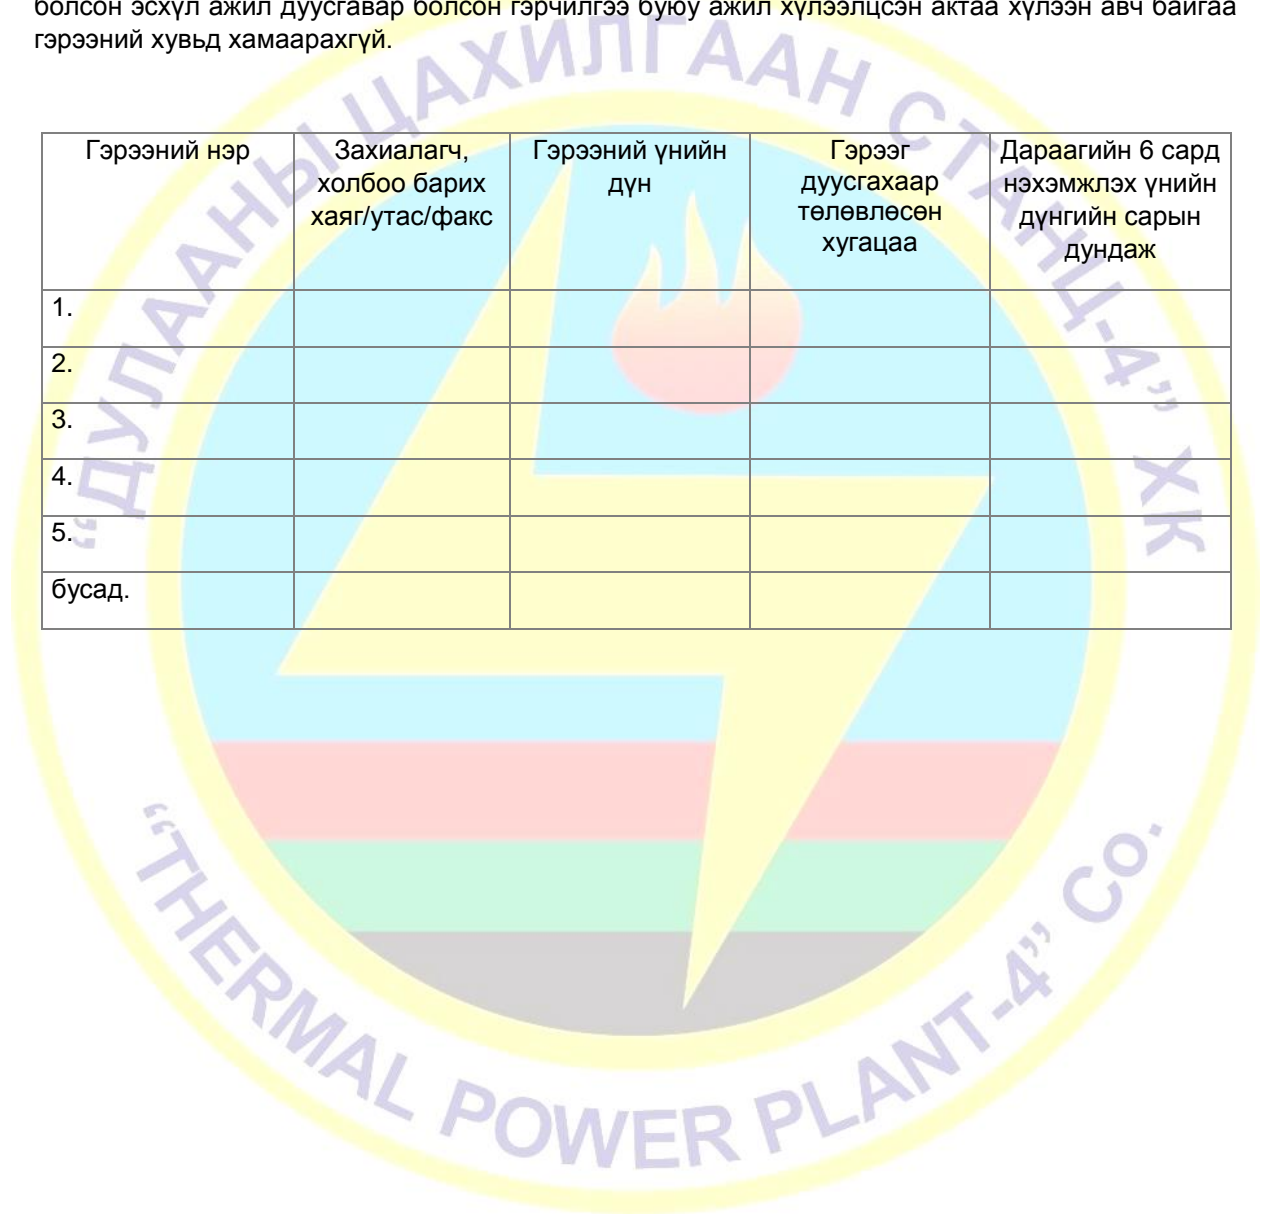 болсон эсхүл ажил дуусгавар болсон гэрчилгээ буюу ажил хүлээлцсэн актаа хүлээн авч байгаа
гэрээний хувьд хамаарахгүй.
Гэрээний нэр
Захиалагч,
холбоо барих
хаяг/утас/факс
Гэрээний үнийн
дүн
Гэрээг
дуусгахаар
төлөвлөсөн
хугацаа
Дараагийн 6 сард
нэхэмжлэх үнийн
дүнгийн сарын
дундаж
1.
2.
3.
4.
5.
бусад.
“ДУЛААНЫ ЦАХИЛГААН СТАНЦ-4” ХК
“THERMAL POWER PLANT-4” Co.